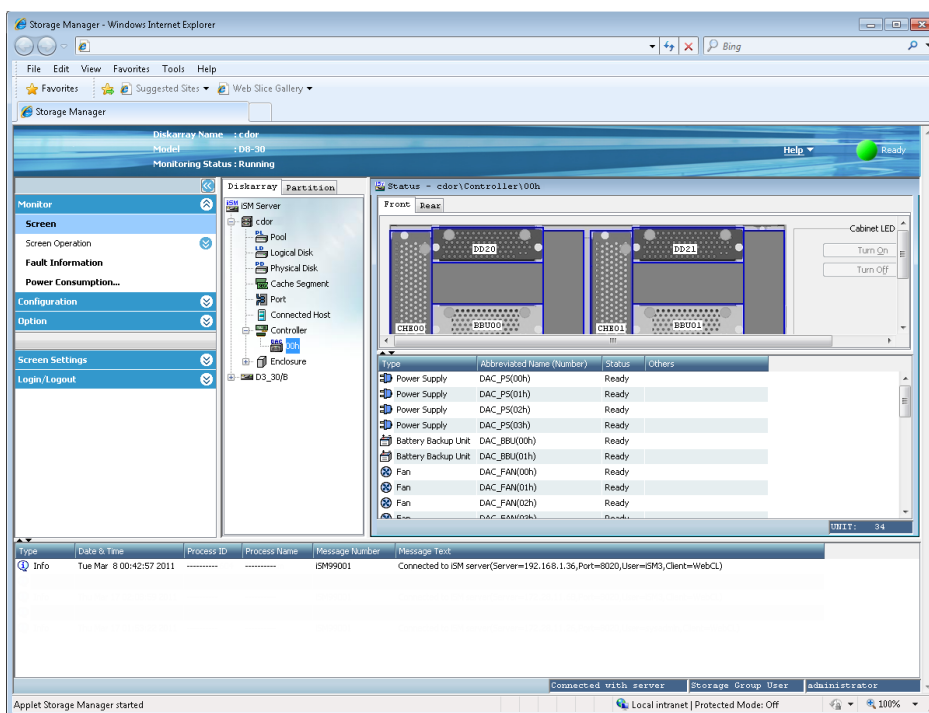 Storage Manager - Windows Internet Explorer
Bing
File Edit View Favorites Tools Help
Favorites Suggested Sites Web Slice Gallery
Storage Manager
Diskarray Name : cdor
Model : D8-30
Monitoring Status : Running
Help
Ready
Monitor
Screen
Screen Operation
Fault Information
Power Consumption...
Configuration
Option
Screen Settings
Login/Logout
Diskarray Partition
iSM Server
cdor
Pool
Logical Disk
Physical Disk
Cache Segment
Port
Connected Host
Controller
00h
Enclosure
D3_30/B
Status - cdor\Controller\00h
Front Rear
DD20
DD21
CHE00
BBU00
CHE01
BBU01
Cabinet LED
Turn On
Turn Off
Type Abbreviated Name (Number) Status Others
Power Supply DAC_PS(00h) Ready
Power Supply DAC_PS(01h) Ready
Power Supply DAC_PS(02h) Ready
Power Supply DAC_PS(03h) Ready
Battery Backup Unit DAC_BBU(00h) Ready
Battery Backup Unit DAC_BBU(01h) Ready
Fan DAC_FAN(00h) Ready
Fan DAC_FAN(01h) Ready
Fan DAC_FAN(02h) Ready
Fan DAC_FAN(03h) Ready
UNIT: 34
Type Date & Time Process ID Process Name Message Number Message Text
Info Tue Mar 8 00:42:57 2011 ---------- ---------- iSM99001 Connected to iSM server(Server=192.168.1.36,Port=8020,User=iSM3,Client=WebCL)
Connected with server Storage Group User administrator
Applet Storage Manager started
Local intranet | Protected Mode: Off
100%